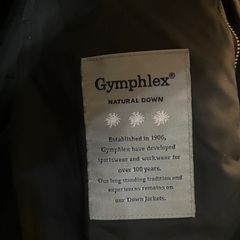 Gymphlex®
NATURAL DOWN
Established in 1906,
Gymphlex have developed
sportswear and workwear for
over 100 years.
Our long standing tradition and
experiences remains on
our Down Jackets.